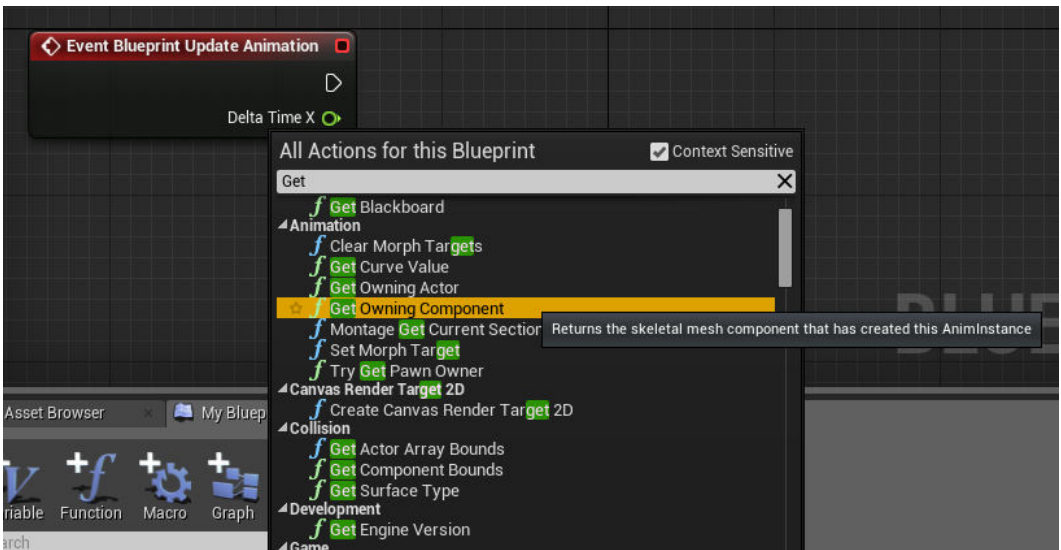 Event Blueprint Update Animation
Delta Time X
All Actions for this Blueprint
Context Sensitive
Get
Get Blackboard
Animation
Clear Morph Targets
Get Curve Value
Get Owning Actor
Get Owning Component
Montage Get Current Section
Returns the skeletal mesh component that has created this AnimInstance
Set Morph Target
Try Get Pawn Owner
Canvas Render Target 2D
Create Canvas Render Target 2D
Collision
Get Actor Array Bounds
Get Component Bounds
Get Surface Type
Development
Get Engine Version
Game
BLUE
Asset Browser
My Bluep
riable
Function
Macro
Graph
arch